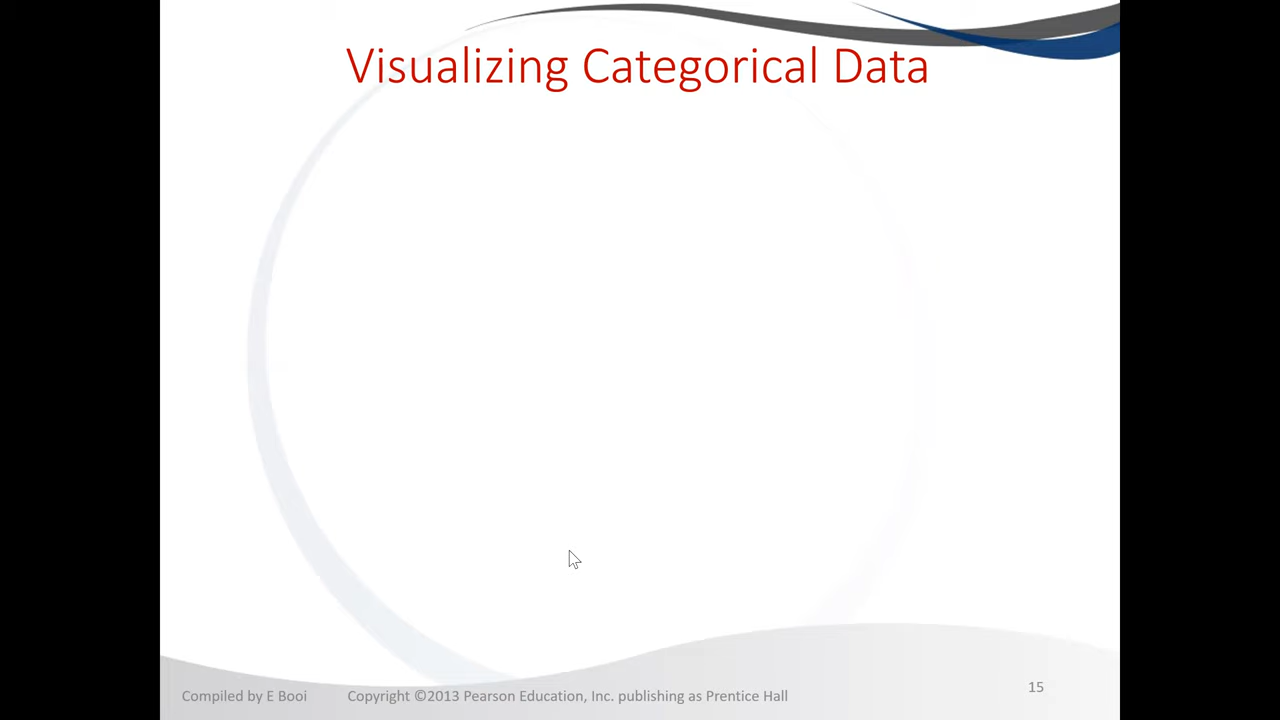 Visualizing Categorical Data
Compiled by E Booi
Copyright ©2013 Pearson Education, Inc. publishing as Prentice Hall
15